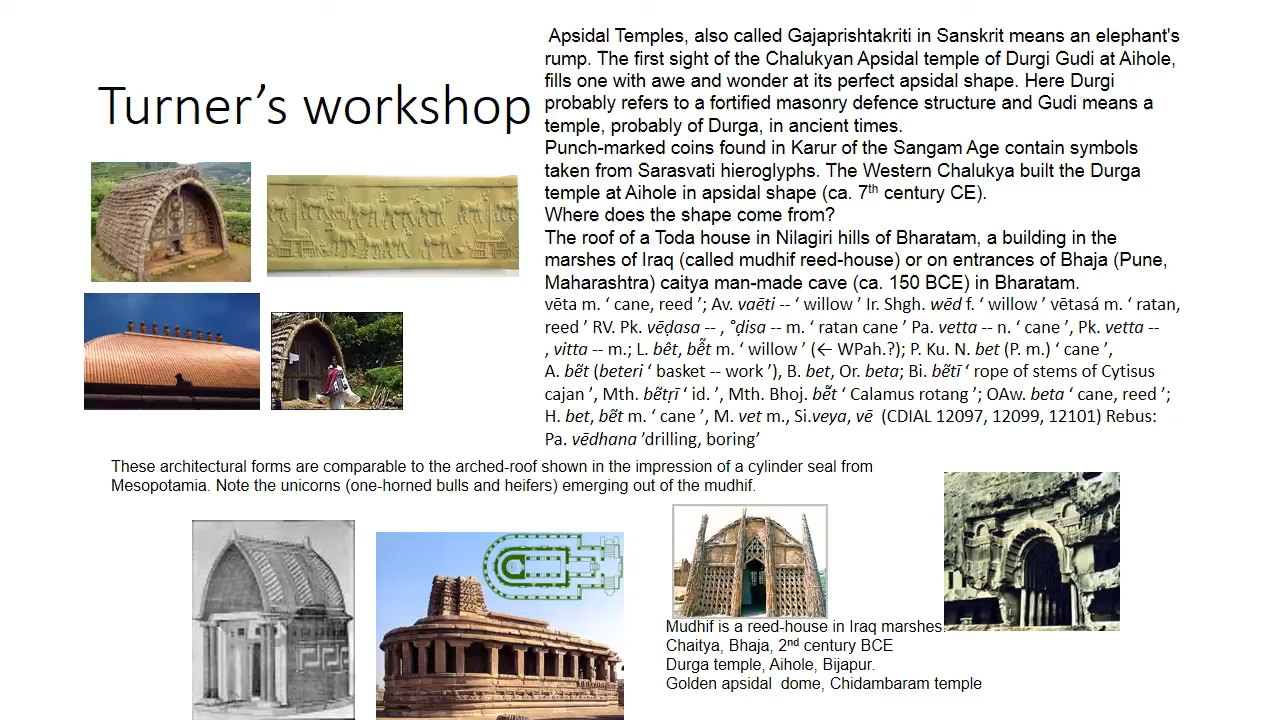 Turner’s workshop
Apsidal Temples, also called Gajaprishtakriti in Sanskrit means an elephant's
rump. The first sight of the Chalukyan Apsidal temple of Durgi Gudi at Aihole,
fills one with awe and wonder at its perfect apsidal shape. Here Durgi
probably refers to a fortified masonry defence structure and Gudi means a
temple, probably of Durga, in ancient times.
Punch-marked coins found in Karur of the Sangam Age contain symbols
taken from Sarasvati hieroglyphs. The Western Chalukya built the Durga
temple at Aihole in apsidal shape (ca. 7th century CE).
Where does the shape come from?
The roof of a Toda house in Nilagiri hills of Bharatam, a building in the
marshes of Iraq (called mudhif reed-house) or on entrances of Bhaja (Pune,
Maharashtra) caitya man-made cave (ca. 150 BCE) in Bharatam.
vēta m. ‘ cane, reed ’; Av. vaēti -- ‘ willow ’ Ir. Shgh. wēd f. ‘ willow ’ vētasá m. ‘ ratan,
reed ’ RV. Pk. vēḍasa -- , °ḍisa -- m. ‘ ratan cane ’ Pa. vetta -- n. ‘ cane ’, Pk. vetta --
, vitta -- m.; L. bêt, bē̃t m. ‘ willow ’ (← WPah.?); P. Ku. N. bet (P. m.) ‘ cane ’,
A. bẽt (beteri ‘ basket -- work ’), B. bet, Or. beta; Bi. bẽtī ‘ rope of stems of Cytisus
cajan ’, Mth. bẽtṛī ‘ id. ’, Mth. Bhoj. bē̃t ‘ Calamus rotang ’; OAw. beta ‘ cane, reed ’;
H. bet, bẽt m. ‘ cane ’, M. vet m., Si.veya, vē (CDIAL 12097, 12099, 12101) Rebus:
Pa. vēdhana ’drilling, boring’
These architectural forms are comparable to the arched-roof shown in the impression of a cylinder seal from
Mesopotamia. Note the unicorns (one-horned bulls and heifers) emerging out of the mudhif.
Mudhif is a reed-house in Iraq marshes.
Chaitya, Bhaja, 2nd century BCE
Durga temple, Aihole, Bijapur.
Golden apsidal dome, Chidambaram temple